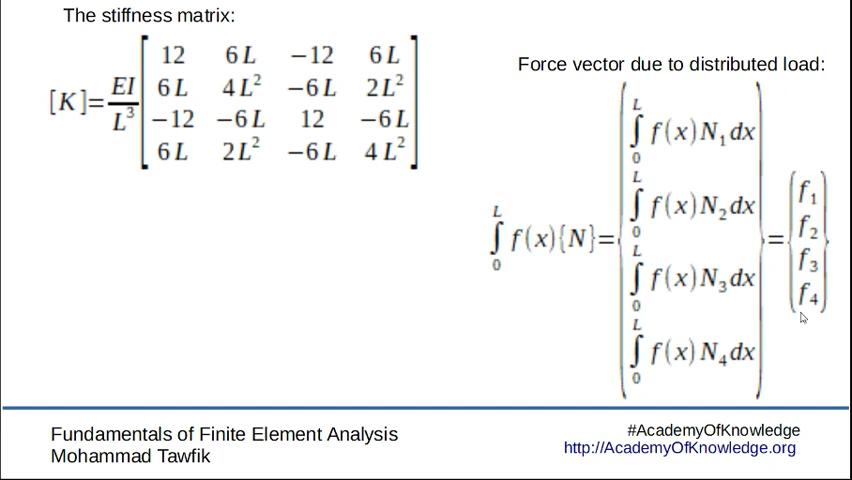 The stiffness matrix:
[K]=EI/L³ [12 6L −12 6L
6L 4L² −6L 2L²
−12 −6L 12 −6L
6L 2L² −6L 4L²]
Force vector due to distributed load:
∫₀ᴸ f(x){N}={∫₀ᴸ f(x)N₁dx
∫₀ᴸ f(x)N₂dx
∫₀ᴸ f(x)N₃dx
∫₀ᴸ f(x)N₄dx}={f₁
f₂
f₃
f₄}
Fundamentals of Finite Element Analysis
Mohammad Tawfik
#AcademyOfKnowledge
http://AcademyOfKnowledge.org